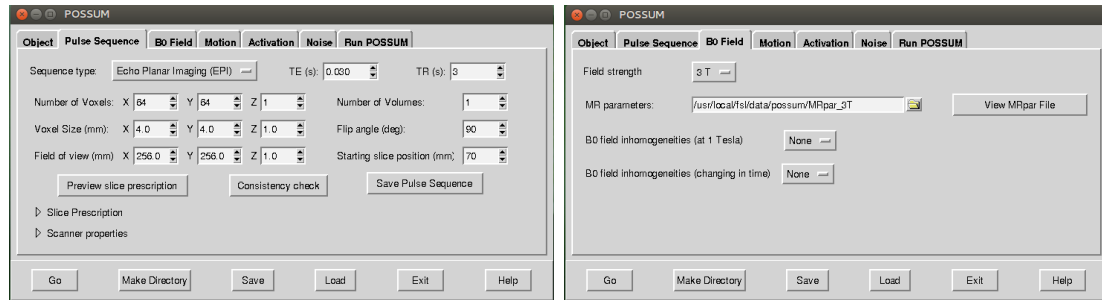 POSSUM
Object Pulse Sequence B0 Field Motion Activation Noise Run POSSUM
Sequence type: Echo Planar Imaging (EPI) TE (s): 0.030 TR (s): 3
Number of Voxels: X 64 Y 64 Z 1 Number of Volumes: 1
Voxel Size (mm): X 4.0 Y 4.0 Z 1.0 Flip angle (deg): 90
Field of view (mm) X 256.0 Y 256.0 Z 1.0 Starting slice position (mm) 70
Preview slice prescription Consistency check Save Pulse Sequence
Slice Prescription
Scanner properties
Go Make Directory Save Load Exit Help
POSSUM
Object Pulse Sequence B0 Field Motion Activation Noise Run POSSUM
Field strength 3 T
MR parameters: /usr/local/fsl/data/possum/MRpar_3T View MRpar File
B0 field inhomogeneities (at 1 Tesla) None
B0 field inhomogeneities (changing in time) None
Go Make Directory Save Load Exit Help